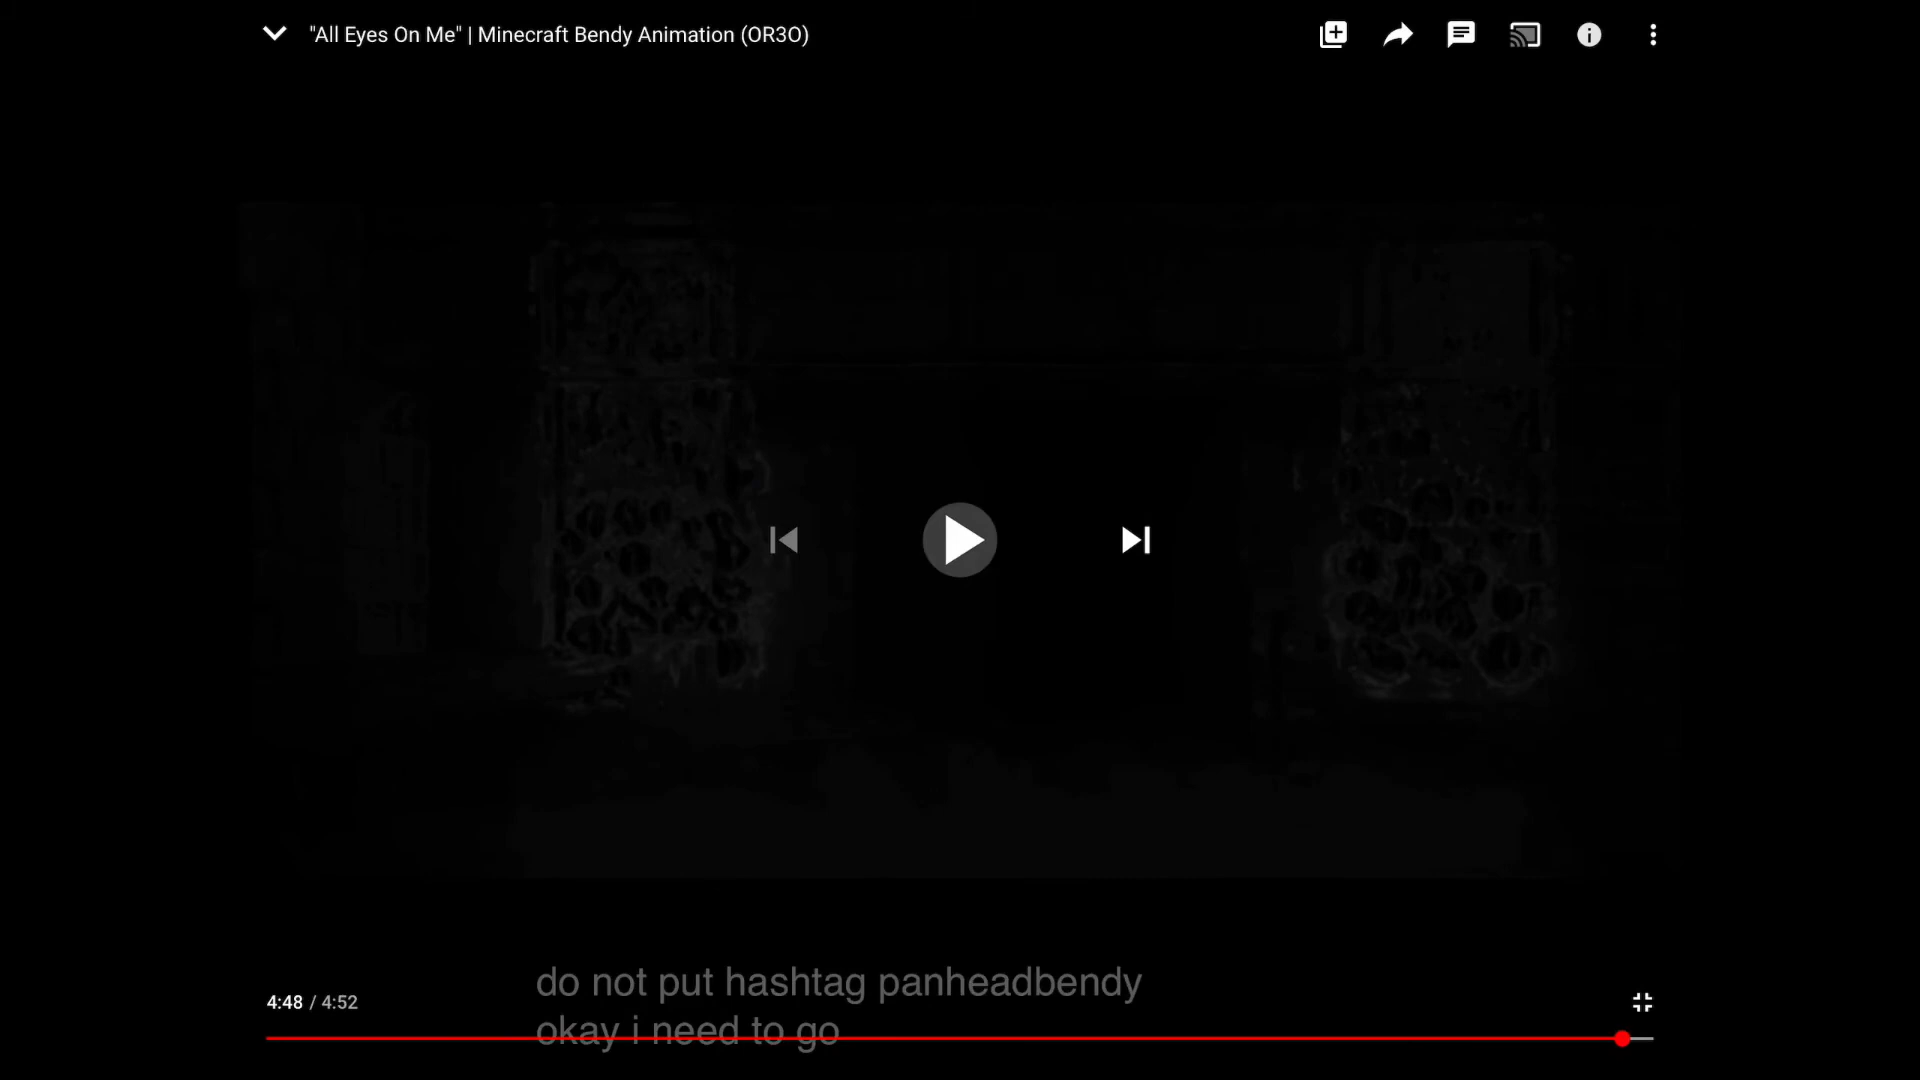 "All Eyes On Me" | Minecraft Bendy Animation (OR3O)
do not put hashtag panheadbendy
4:48 / 4:52
okay i need to go